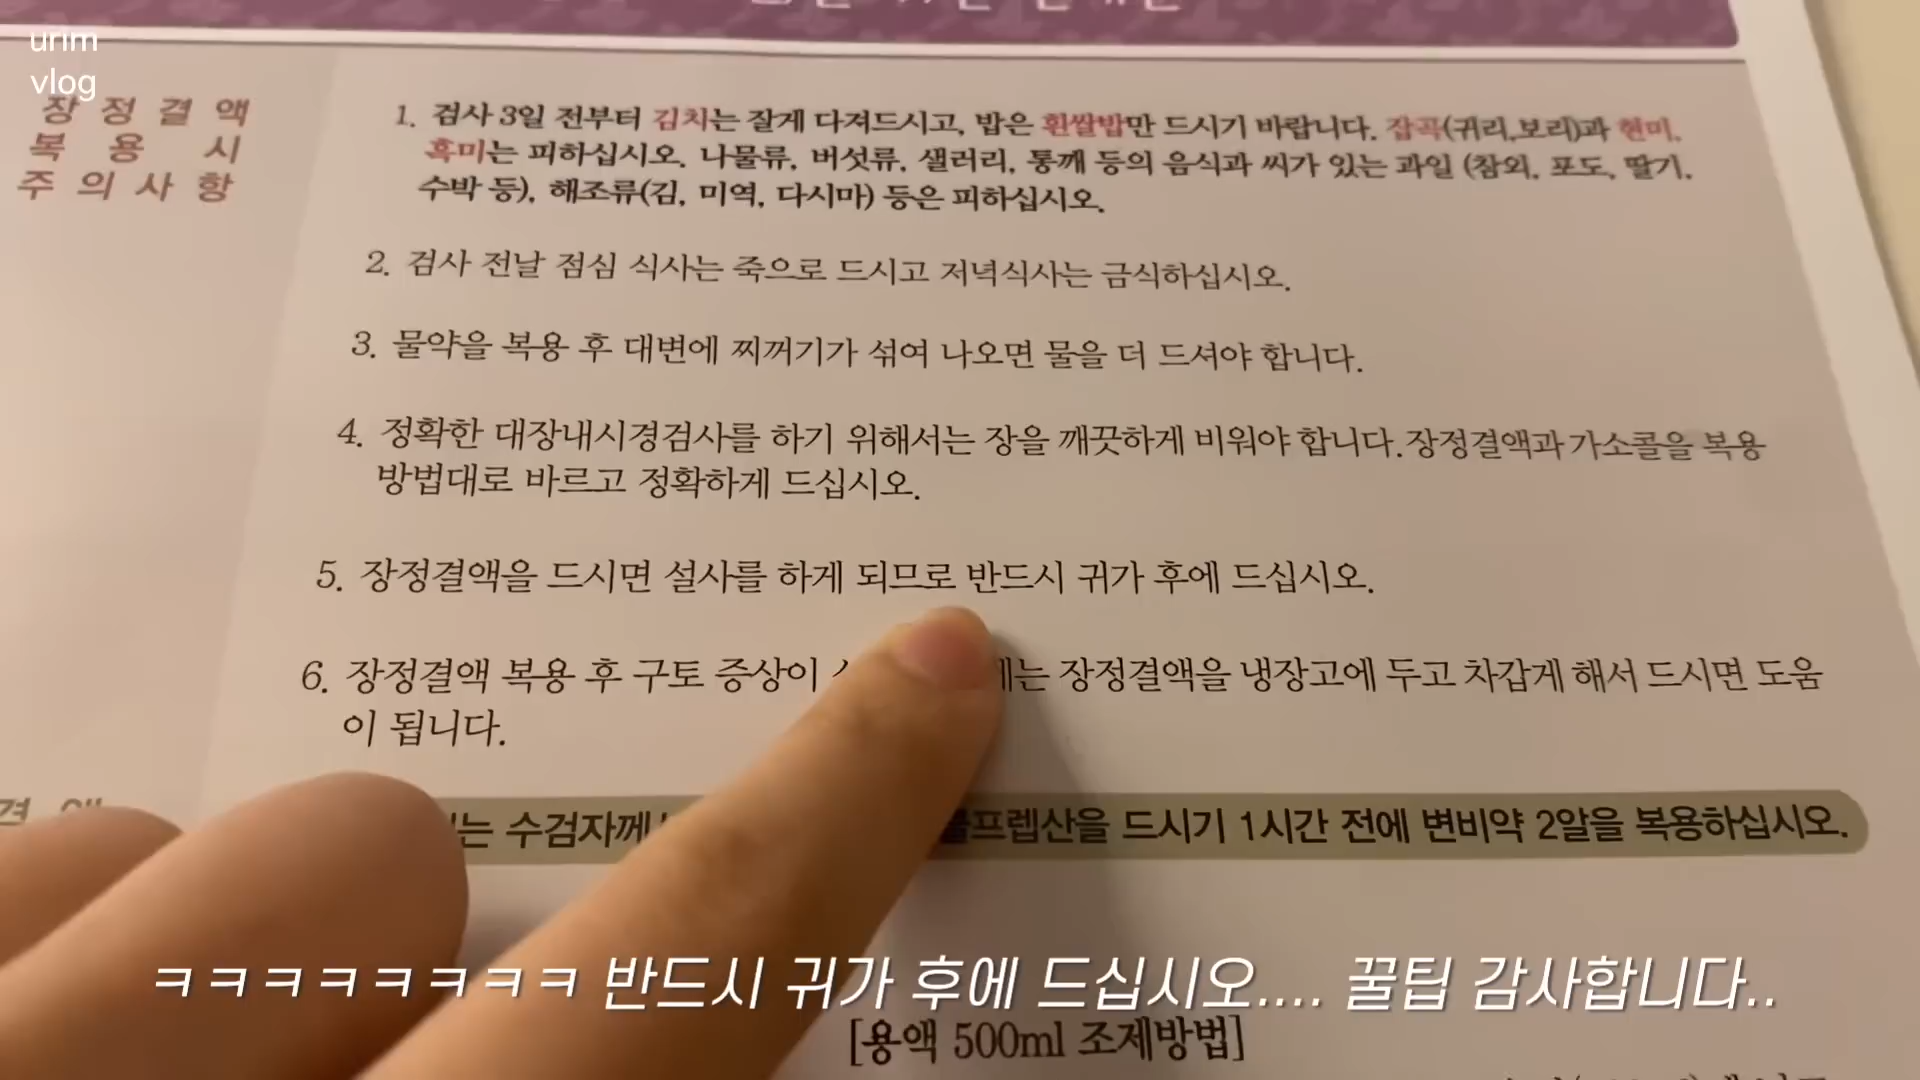 urim
vlog
장 정 결 액
복 용 시
주 의 사 항
1. 검사 3일 전부터 김치는 잘게 다져드시고, 밥은 흰쌀밥만 드시기 바랍니다. 잡곡(귀리,보리)과 현미,
흑미는 피하십시오. 나물류, 버섯류, 샐러리, 통깨 등의 음식과 씨가 있는 과일 (참외, 포도, 딸기,
수박 등), 해조류(김, 미역, 다시마) 등은 피하십시오.
2. 검사 전날 점심 식사는 죽으로 드시고 저녁식사는 금식하십시오.
3. 물약을 복용 후 대변에 찌꺼기가 섞여 나오면 물을 더 드셔야 합니다.
4. 정확한 대장내시경검사를 하기 위해서는 장을 깨끗하게 비워야 합니다.장정결액과 가소콜을 복용
방법대로 바르고 정확하게 드십시오.
5. 장정결액을 드시면 설사를 하게 되므로 반드시 귀가 후에 드십시오.
6. 장정결액 복용 후 구토 증상이 는 장정결액을 냉장고에 두고 차갑게 해서 드시면 도움
이 됩니다.
는 수검자께 프렙산을 드시기 1시간 전에 변비약 2알을 복용하십시오.
ㅋㅋㅋㅋㅋㅋㅋㅋ 반드시 귀가 후에 드십시오.... 꿀팁 감사합니다..
[용액 500ml 조제방법]